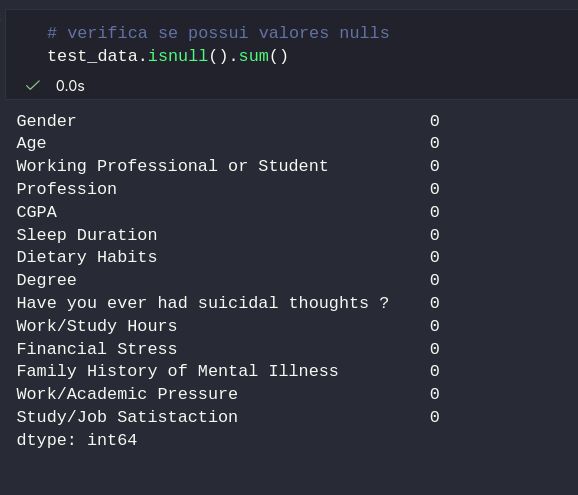 # verifica se possui valores nulls
test_data.isnull().sum()
0.0s
Gender 0
Age 0
Working Professional or Student 0
Profession 0
CGPA 0
Sleep Duration 0
Dietary Habits 0
Degree 0
Have you ever had suicidal thoughts ? 0
Work/Study Hours 0
Financial Stress 0
Family History of Mental Illness 0
Work/Academic Pressure 0
Study/Job Satistaction 0
dtype: int64